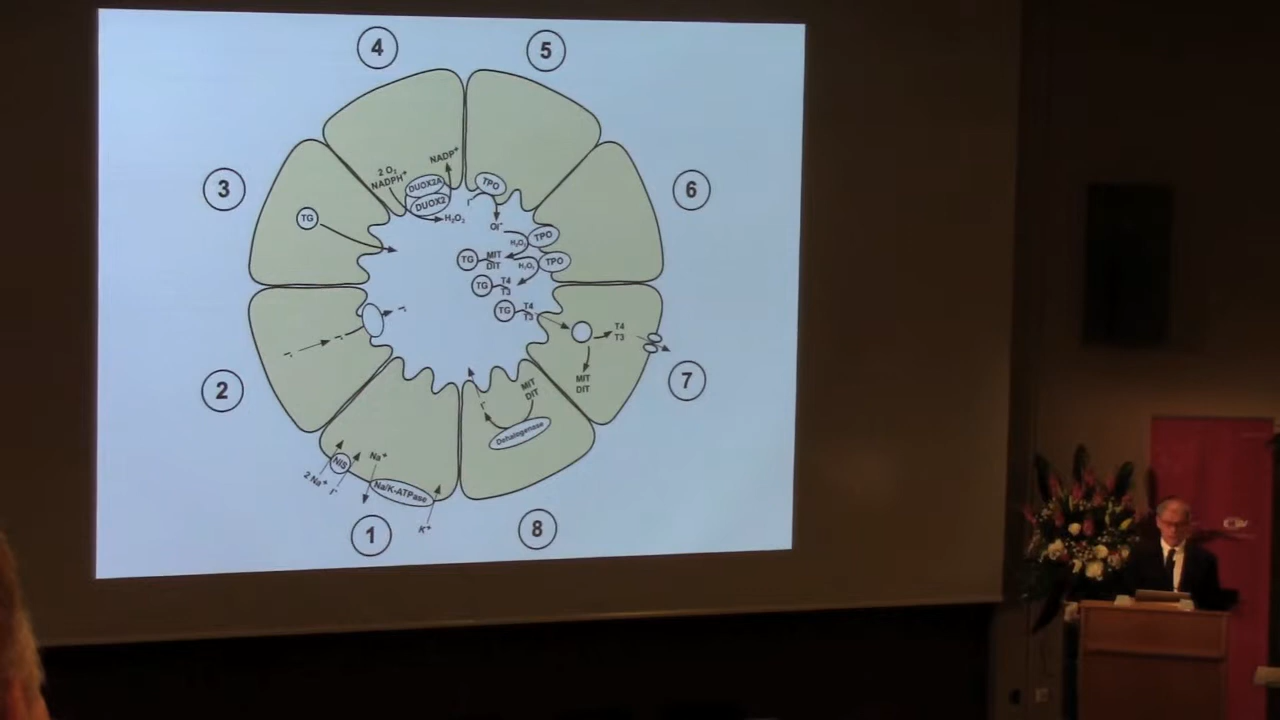 4
5
3
2 O₂
NADPH⁺
NADP⁺
DUOX2A
DUOX2
H₂O₂
TPO
I⁻
OI⁻
6
TG
H₂O₂
TPO
TG
MIT
DIT
H₂O₂
TPO
TG
T4
T3
TG
T4
T3
T4
T3
MIT
DIT
2
7
I⁻
MIT
DIT
Dehalogenase
NIS
2 Na⁺
I⁻
Na⁺
Na/K-ATPase
K⁺
1
8